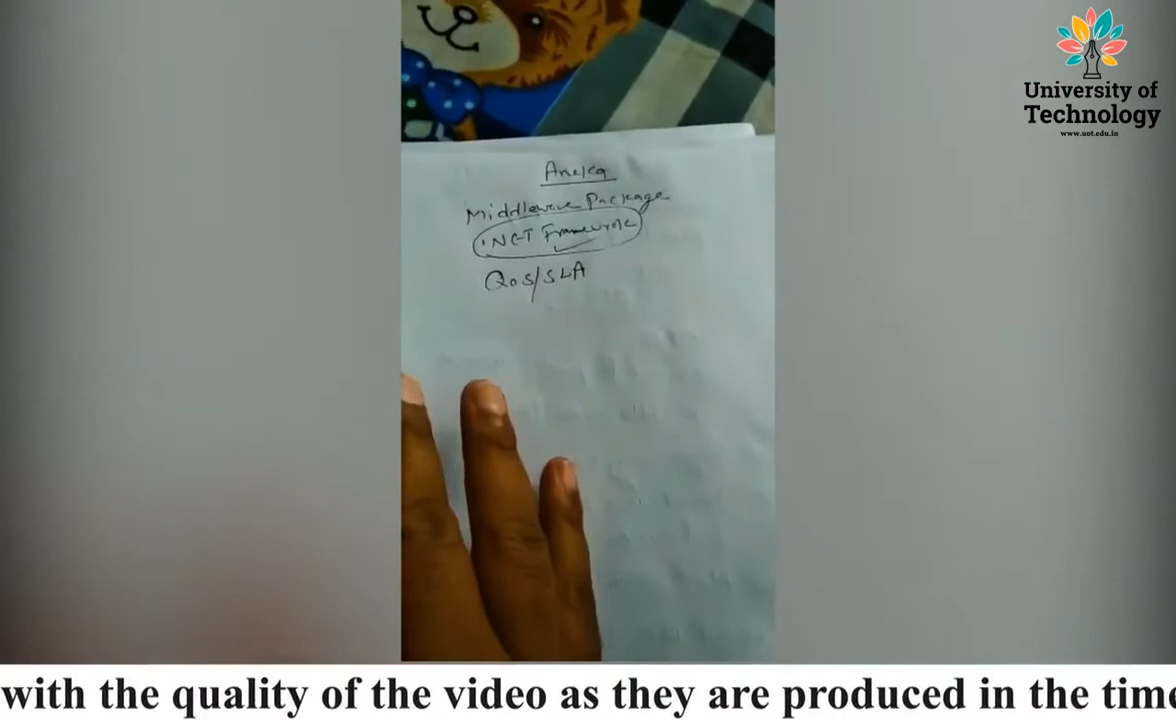 University of
Technology
www.uot.edu.in
Aneka
Middleware Package
.NET Framework
QoS/SLA
with the quality of the video as they are produced in the time